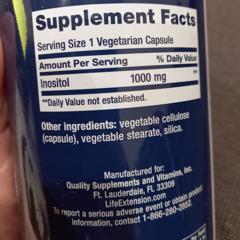 Supplement Facts
Serving Size 1 Vegetarian Capsule
Amount Per Serving % Daily Value
Inositol 1000 mg **
**Daily Value not established.
Other ingredients: vegetable cellulose
(capsule), vegetable stearate, silica.
Manufactured for:
Quality Supplements and Vitamins, Inc.
Ft. Lauderdale, FL 33309
LifeExtension.com
To report a serious adverse event or obtain product
information, contact 1-866-280-2852.